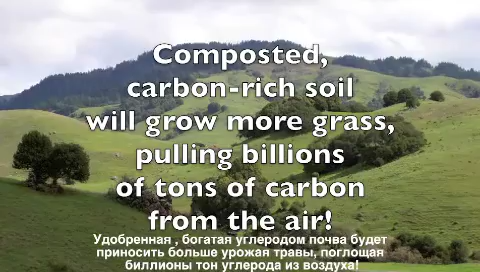 Composted,
carbon-rich soil
will grow more grass,
pulling billions
of tons of carbon
from the air!
Удобренная , богатая углеродом почва будет
приносить больше урожая травы, поглощая
биллионы тон углерода из воздуха!